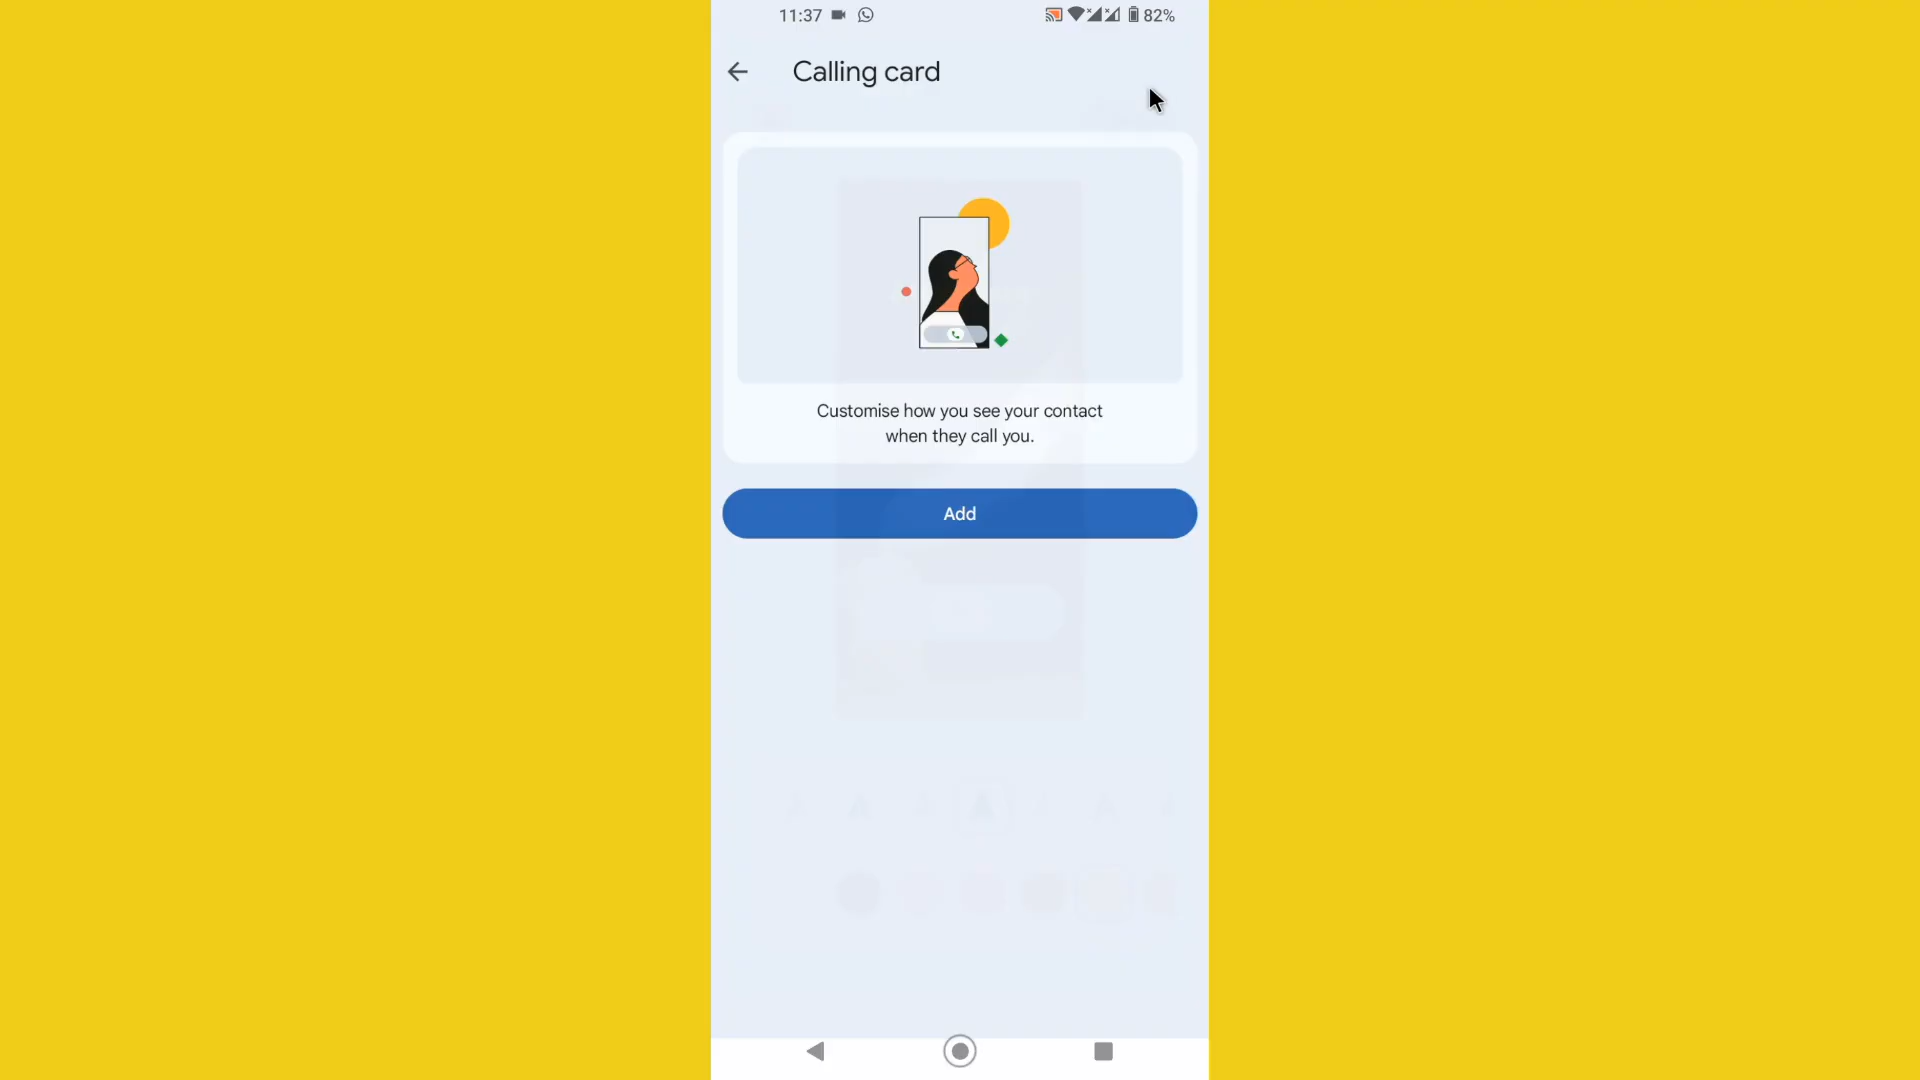 11:37 82%
Calling card
Customise how you see your contact
when they call you.
Add